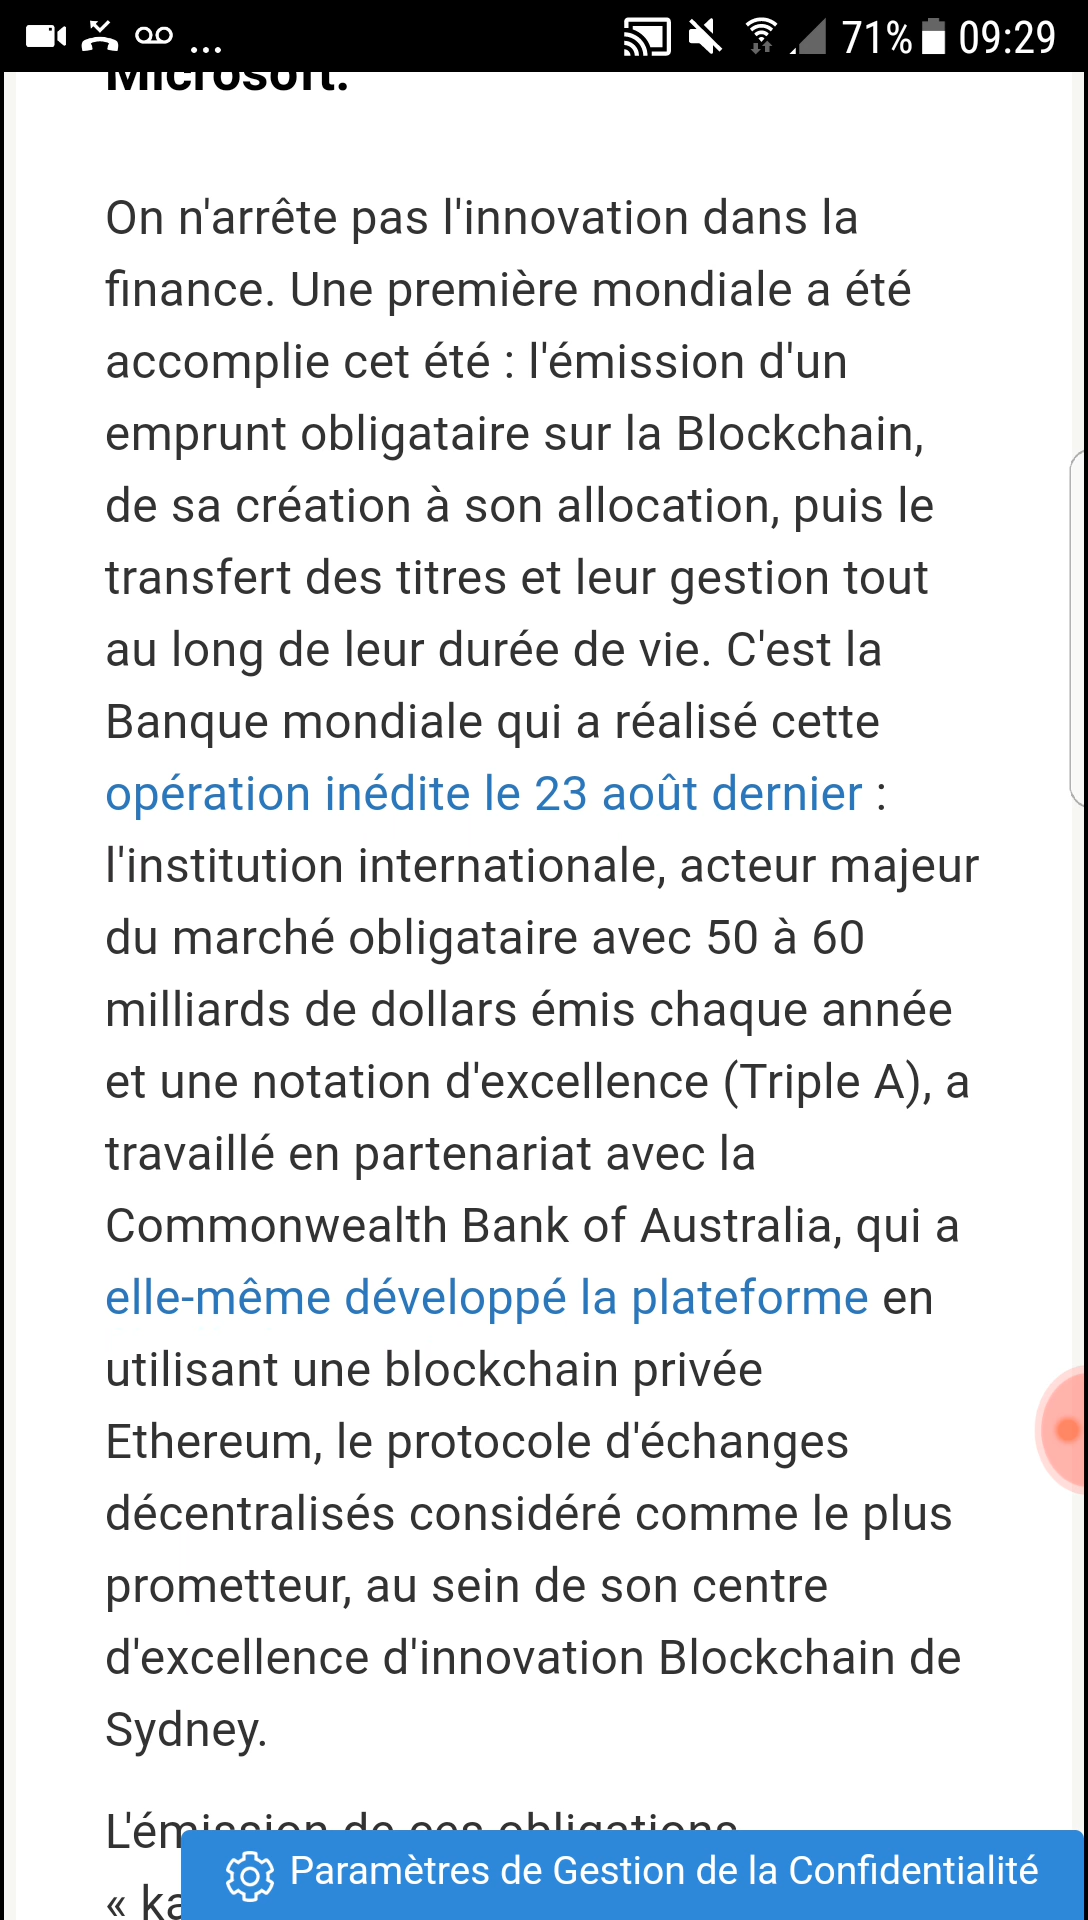 71% 09:29
Microsoft.
On n'arrête pas l'innovation dans la
finance. Une première mondiale a été
accomplie cet été : l'émission d'un
emprunt obligataire sur la Blockchain,
de sa création à son allocation, puis le
transfert des titres et leur gestion tout
au long de leur durée de vie. C'est la
Banque mondiale qui a réalisé cette
opération inédite le 23 août dernier :
l'institution internationale, acteur majeur
du marché obligataire avec 50 à 60
milliards de dollars émis chaque année
et une notation d'excellence (Triple A), a
travaillé en partenariat avec la
Commonwealth Bank of Australia, qui a
elle-même développé la plateforme en
utilisant une blockchain privée
Ethereum, le protocole d'échanges
décentralisés considéré comme le plus
prometteur, au sein de son centre
d'excellence d'innovation Blockchain de
Sydney.
L'émission de ces obligations
« ka
Paramètres de Gestion de la Confidentialité